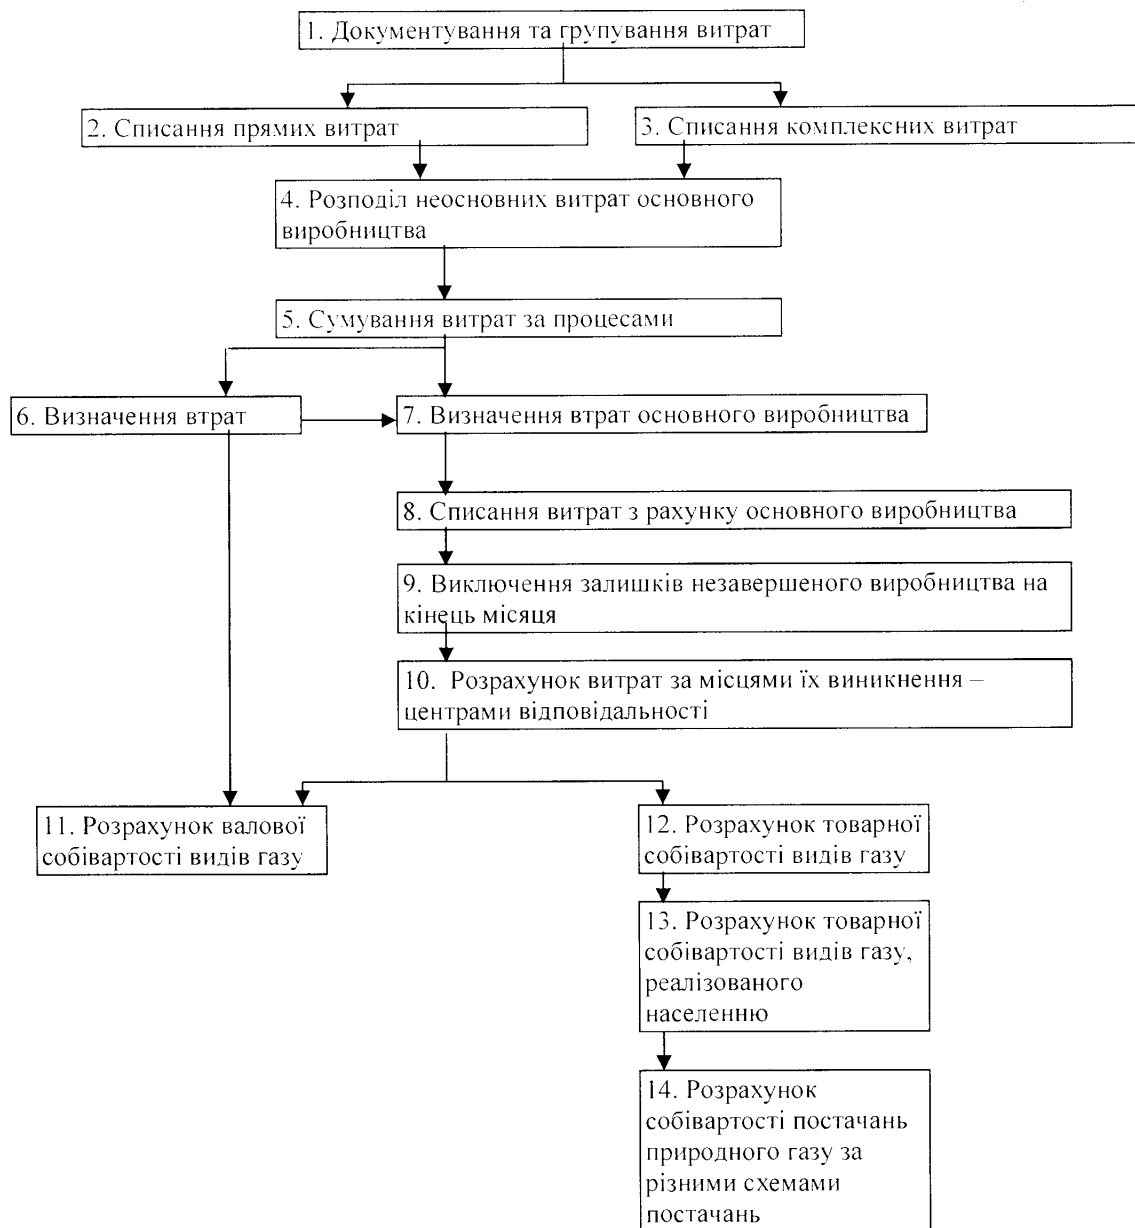 1. Документування та групування витрат
2. Списання прямих витрат
3. Списання комплексних витрат
4. Розподіл неосновних витрат основного
виробництва
5. Сумування витрат за процесами
6. Визначення втрат
7. Визначення втрат основного виробництва
8. Списання витрат з рахунку основного виробництва
9. Виключення залишків незавершеного виробництва на
кінець місяця
10. Розрахунок витрат за місцями їх виникнення –
центрами відповідальності
11. Розрахунок валової
собівартості видів газу
12. Розрахунок товарної
собівартості видів газу
13. Розрахунок товарної
собівартості видів газу,
реалізованого
населенню
14. Розрахунок
собівартості постачань
природного газу за
різними схемами
постачань